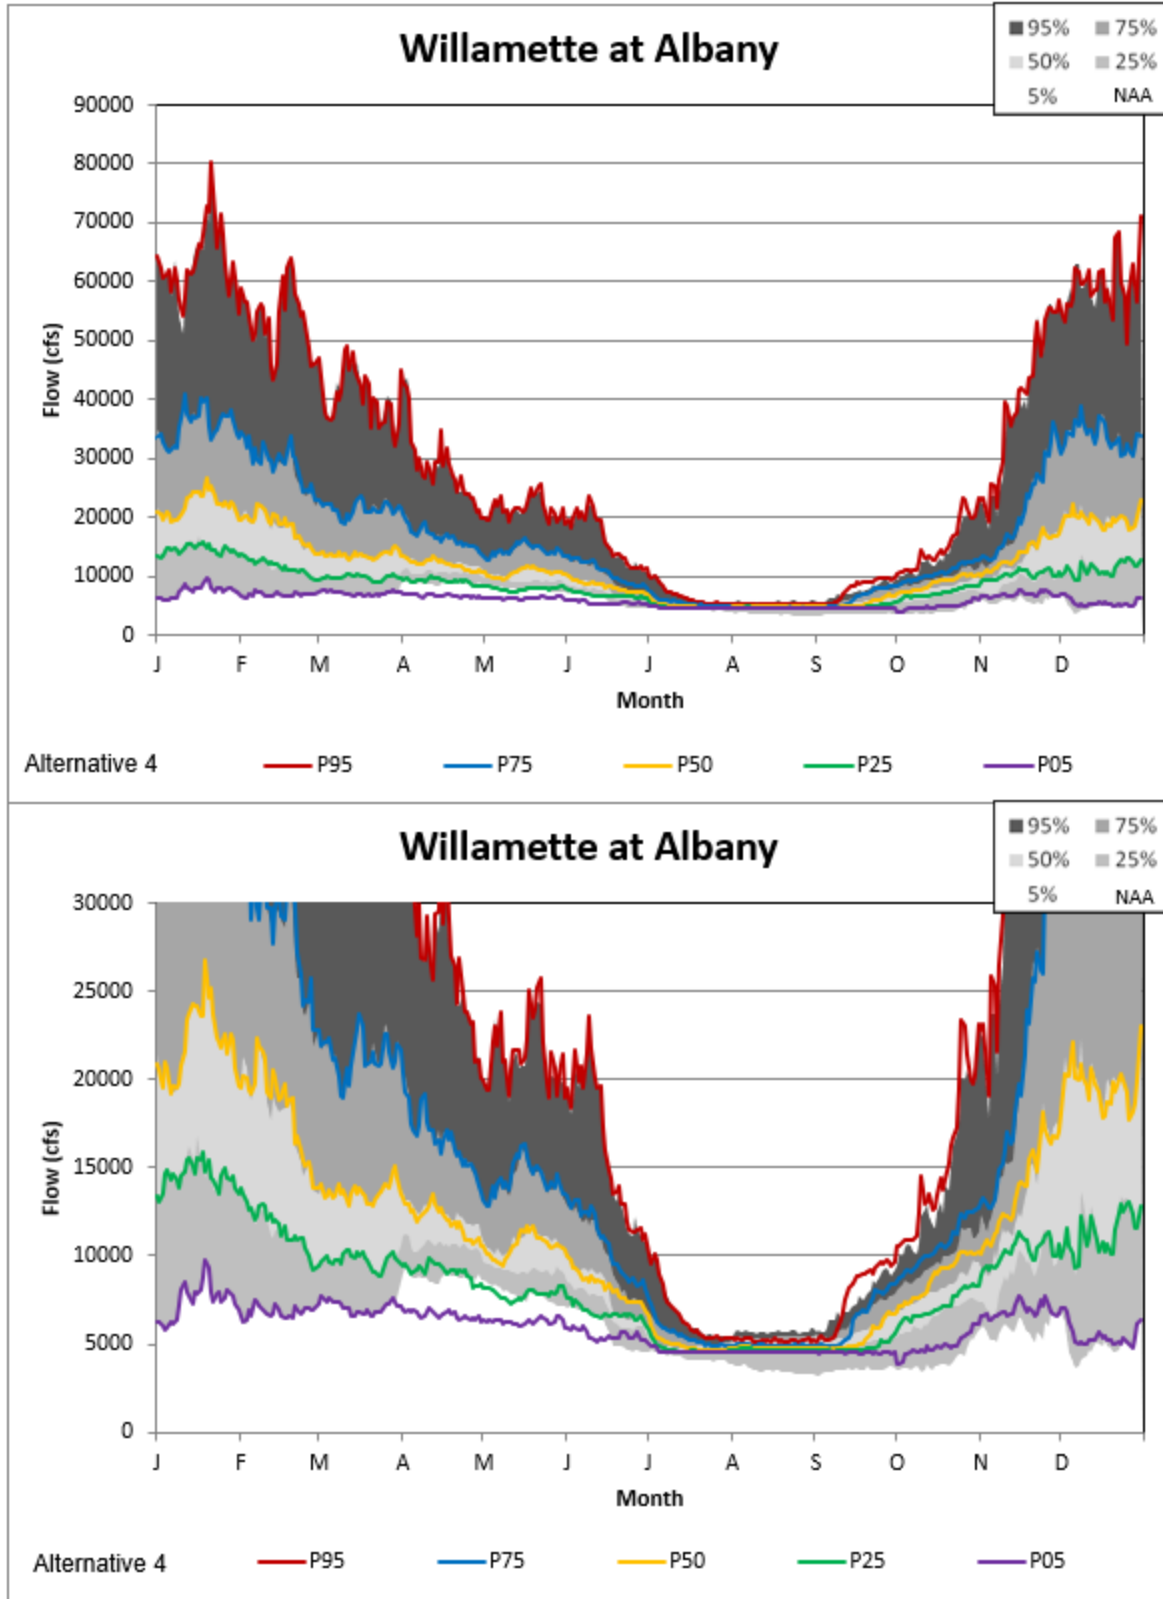 Willamette at Albany
95% 75%
50% 25%
5% NAA
90000
80000
70000
60000
50000
40000
30000
20000
10000
0
Flow (cfs)
J F M A M J J A S O N D
Month
Alternative 4 P95 P75 P50 P25 P05
Willamette at Albany
95% 75%
50% 25%
5% NAA
30000
25000
20000
15000
10000
5000
0
Flow (cfs)
J F M A M J J A S O N D
Month
Alternative 4 P95 P75 P50 P25 P05